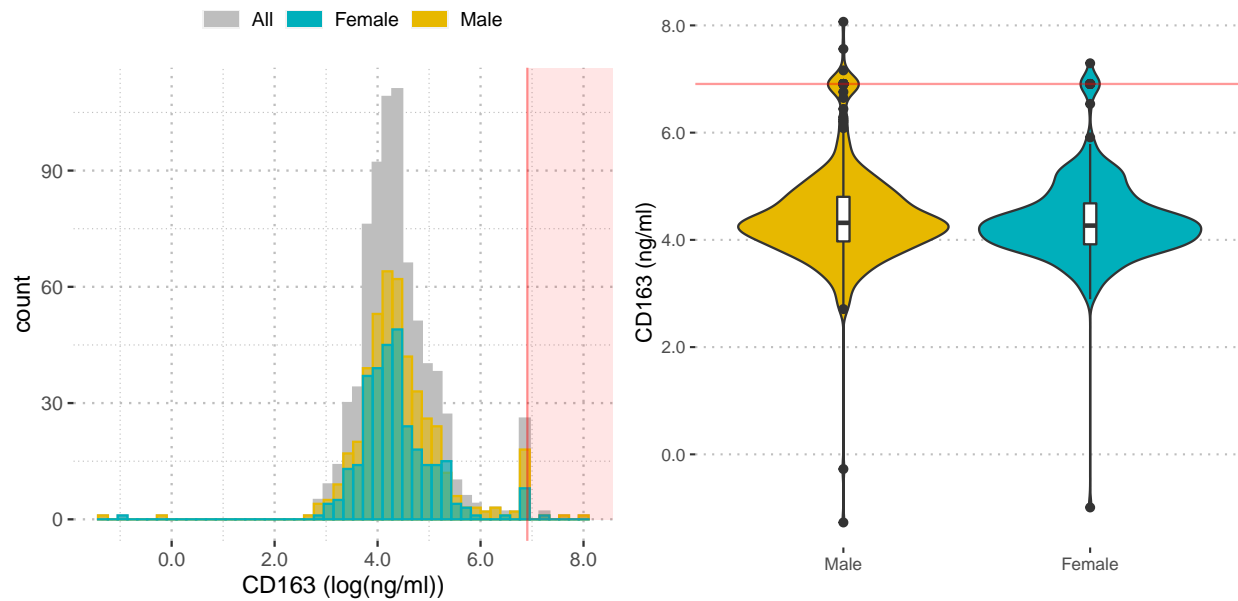 All Female Male
90
60
30
0
count
0.0 2.0 4.0 6.0 8.0
CD163 (log(ng/ml))
8.0
6.0
4.0
2.0
0.0
CD163 (ng/ml)
Male Female